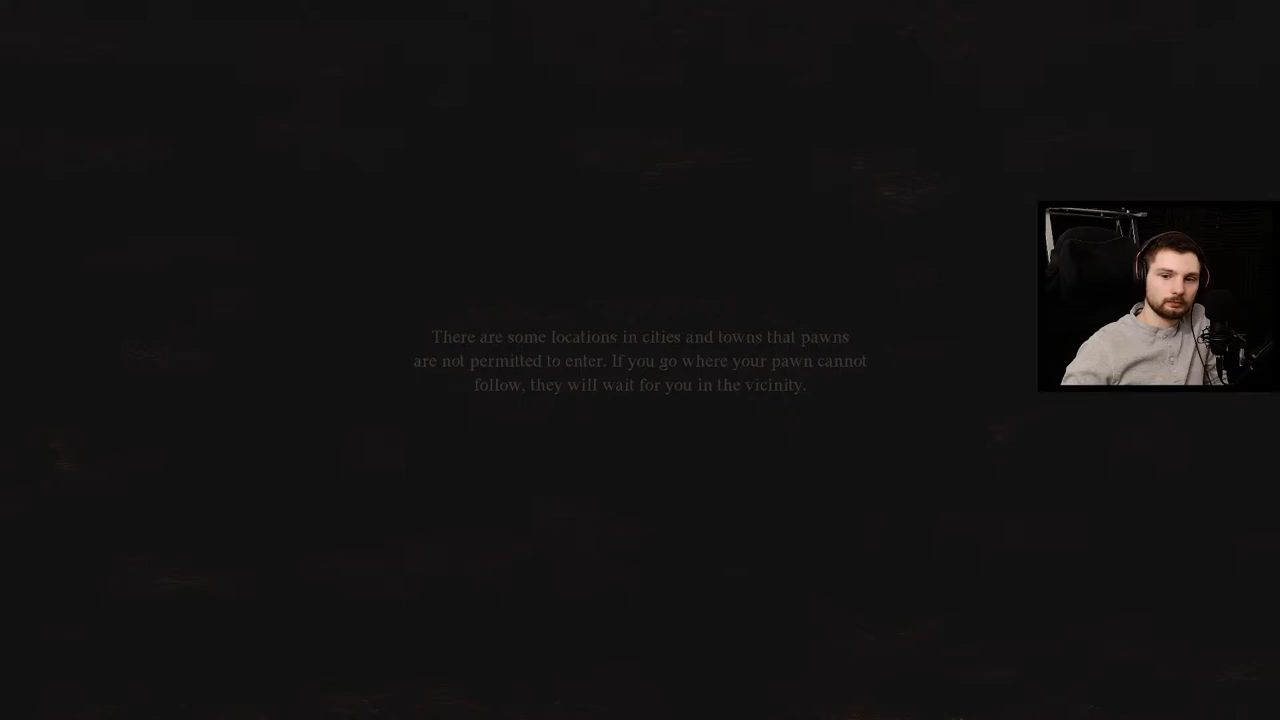 There are some locations in cities and towns that pawns
are not permitted to enter. If you go where your pawn cannot
follow, they will wait for you in the vicinity.